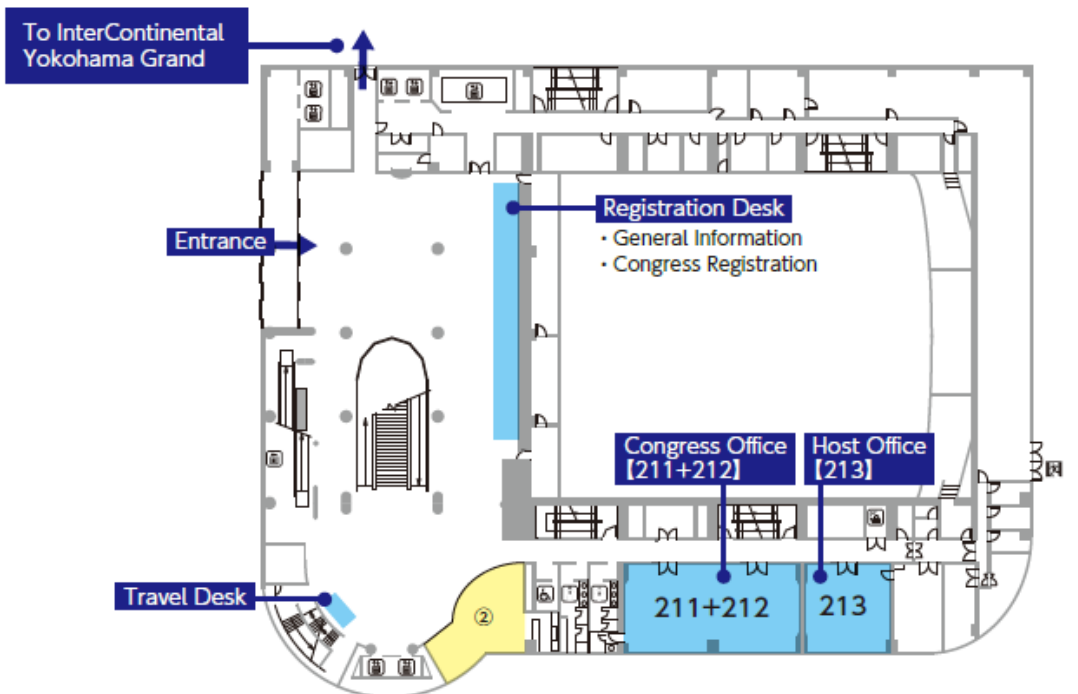 To InterContinental
Yokohama Grand
Entrance
Registration Desk
・General Information
・Congress Registration
Congress Office
【211+212】
Host Office
【213】
Travel Desk
②
211+212
213